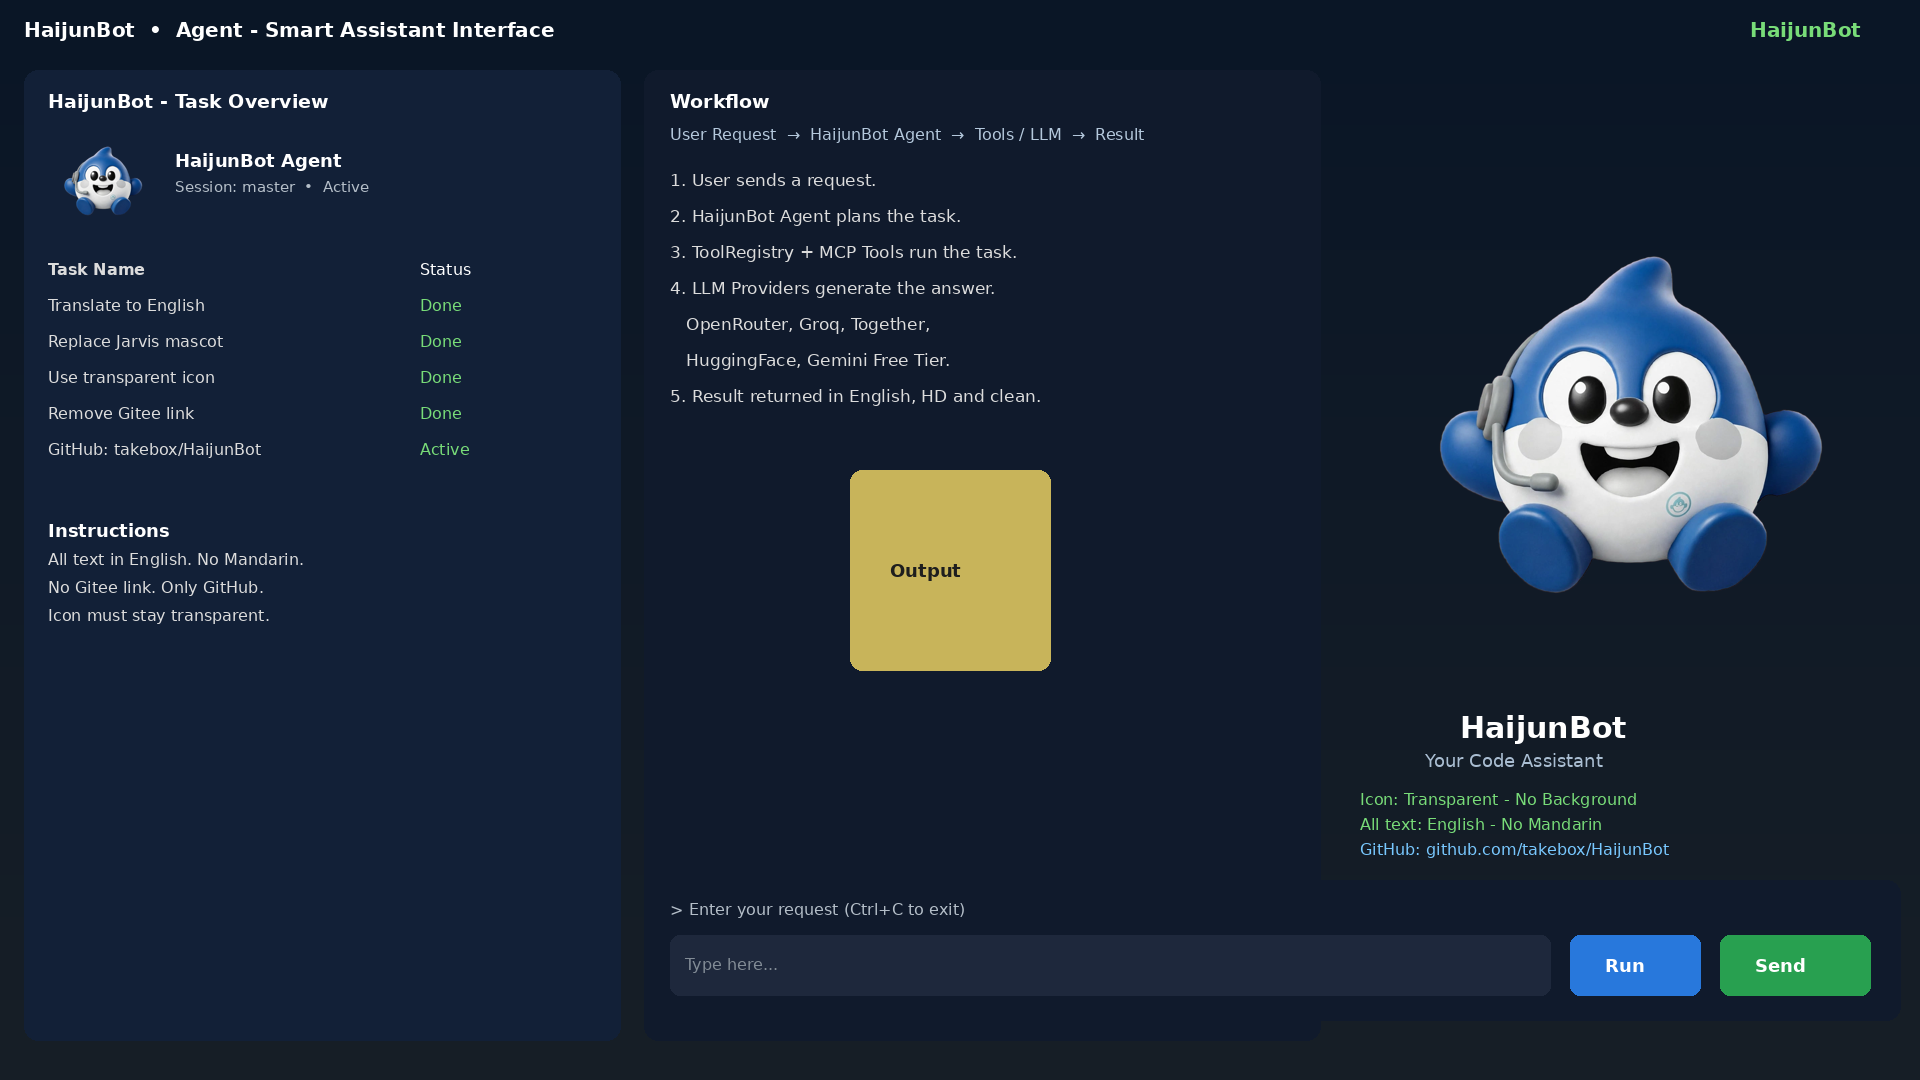 HaijunBot • Agent - Smart Assistant Interface
HaijunBot
HaijunBot - Task Overview
HaijunBot Agent
Session: master • Active
Task Name Status
Translate to English Done
Replace Jarvis mascot Done
Use transparent icon Done
Remove Gitee link Done
GitHub: takebox/HaijunBot Active
Instructions
All text in English. No Mandarin.
No Gitee link. Only GitHub.
Icon must stay transparent.
Workflow
User Request → HaijunBot Agent → Tools / LLM → Result
1. User sends a request.
2. HaijunBot Agent plans the task.
3. ToolRegistry + MCP Tools run the task.
4. LLM Providers generate the answer.
OpenRouter, Groq, Together,
HuggingFace, Gemini Free Tier.
5. Result returned in English, HD and clean.
Output
HaijunBot
Your Code Assistant
Icon: Transparent - No Background
All text: English - No Mandarin
GitHub: github.com/takebox/HaijunBot
> Enter your request (Ctrl+C to exit)
Type here...
Run
Send